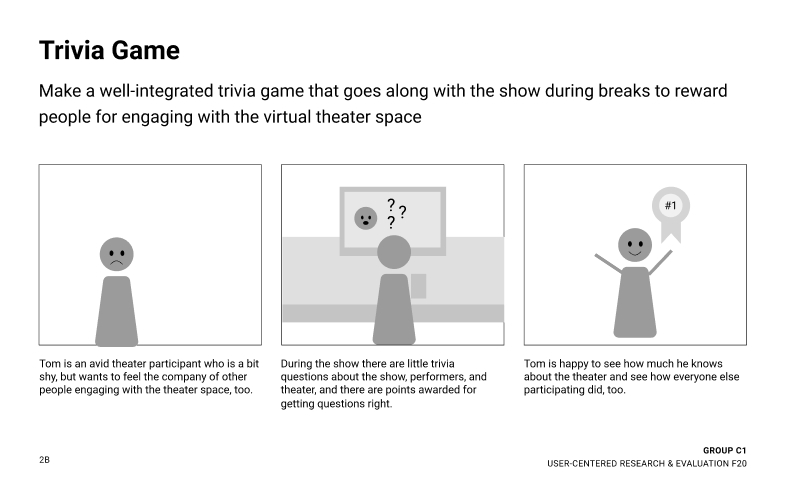 Trivia Game
Make a well-integrated trivia game that goes along with the show during breaks to reward
people for engaging with the virtual theater space
? ?
?
#1
Tom is an avid theater participant who is a bit
shy, but wants to feel the company of other
people engaging with the theater space, too.
During the show there are little trivia
questions about the show, performers, and
theater, and there are points awarded for
getting questions right.
Tom is happy to see how much he knows
about the theater and see how everyone else
participating did, too.
2B
GROUP C1
USER-CENTERED RESEARCH & EVALUATION F20